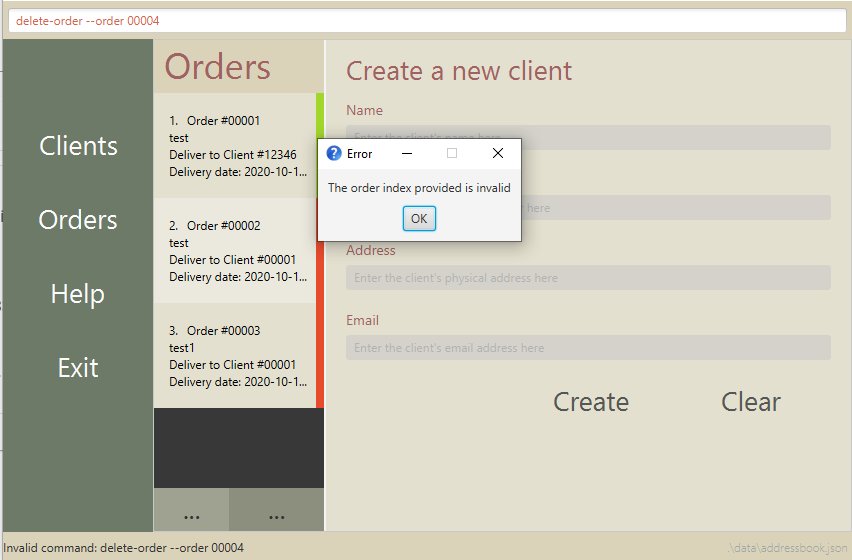 delete-order --order 00004
Clients
Orders
Help
Exit
Orders
1. Order #00001
test
Deliver to Client #12346
Delivery date: 2020-10-1...
2. Order #00002
test
Deliver to Client #00001
Delivery date: 2020-10-1...
3. Order #00003
test1
Deliver to Client #00001
Delivery date: 2020-10-1...
...
...
Create a new client
Name
Enter the client's name here
Error
The order index provided is invalid
OK
here
Address
Enter the client's physical address here
Email
Enter the client's email address here
Create
Clear
Invalid command: delete-order --order 00004
.\data\addressbook.json